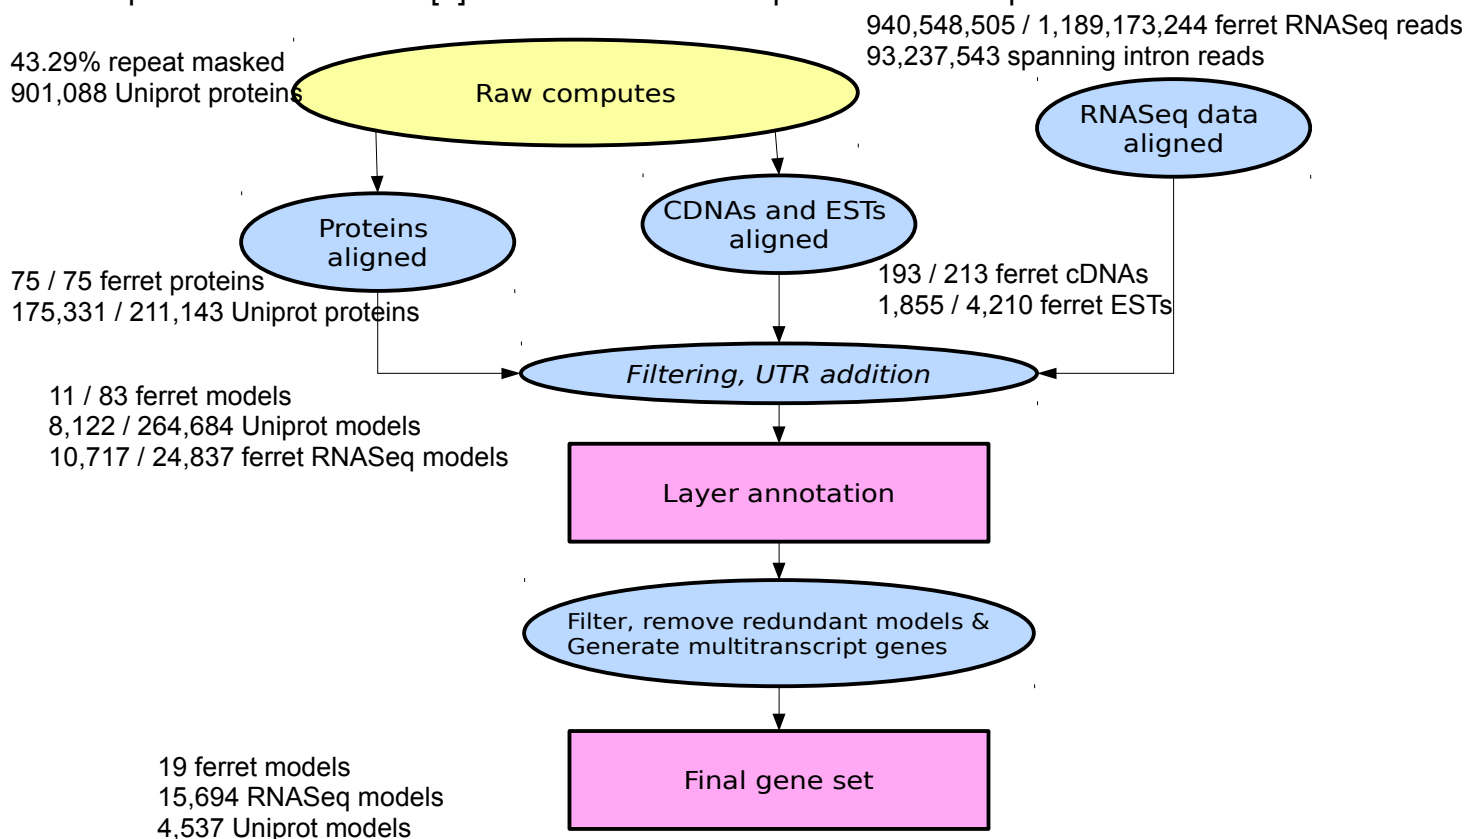 940,548,505 / 1,189,173,244 ferret RNASeq reads
93,237,543 spanning intron reads
43.29% repeat masked
901,088 Uniprot proteins
Raw computes
RNASeq data
aligned
Proteins
aligned
CDNAs and ESTs
aligned
75 / 75 ferret proteins
175,331 / 211,143 Uniprot proteins
193 / 213 ferret cDNAs
1,855 / 4,210 ferret ESTs
Filtering, UTR addition
11 / 83 ferret models
8,122 / 264,684 Uniprot models
10,717 / 24,837 ferret RNASeq models
Layer annotation
Filter, remove redundant models &
Generate multitranscript genes
Final gene set
19 ferret models
15,694 RNASeq models
4,537 Uniprot models